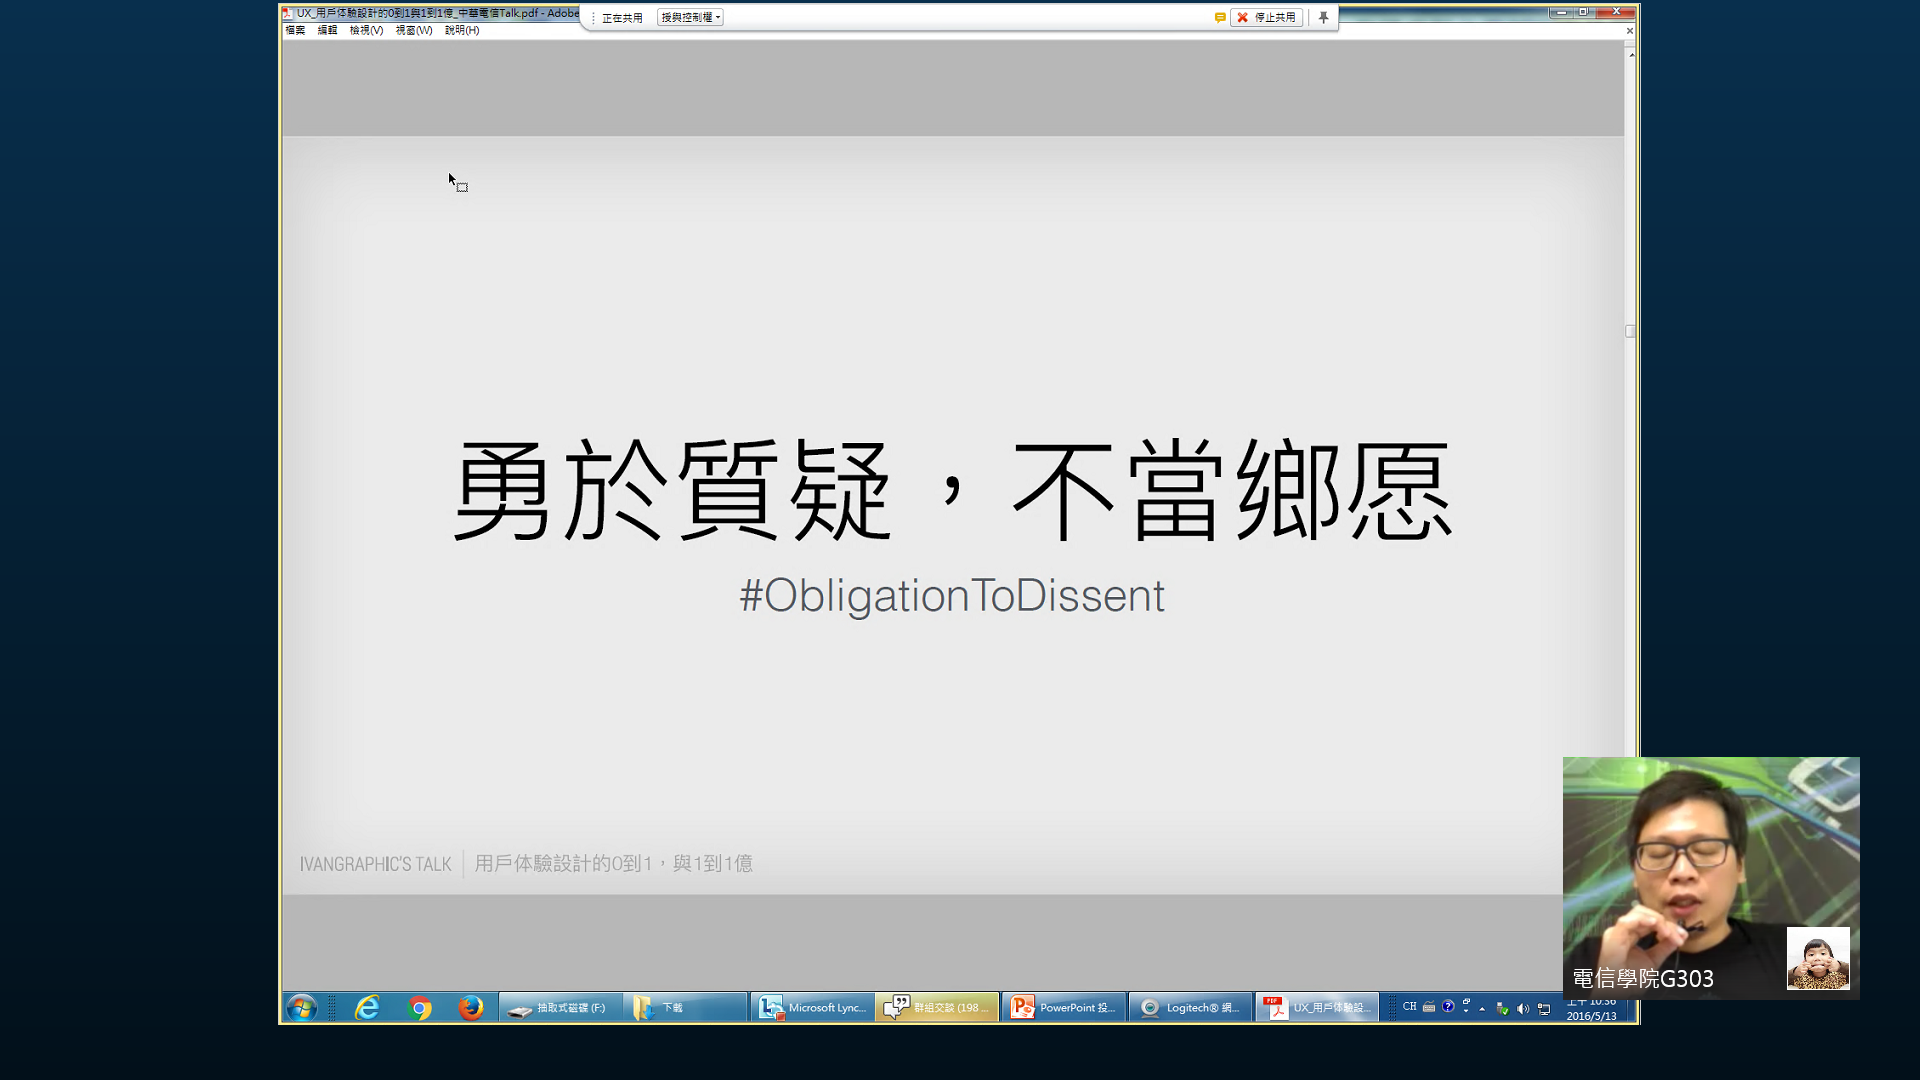 UX_用戶体驗設計的0到1與1到1億_中華電信Talk.pdf - Adobe
正在共用
授與控制權
停止共用
檔案 編輯 檢視(V) 視窗(W) 說明(H)
勇於質疑，不當鄉愿
#ObligationToDissent
IVANGRAPHIC'S TALK
用戶体驗設計的0到1，與1到1億
電信學院G303
抽取式磁碟 (F:)
下載
Microsoft Lync...
群組交談 (198 ...
PowerPoint 投...
Logitech® 網...
UX_用戶体驗設...
CH
上午 10:36
2016/5/13